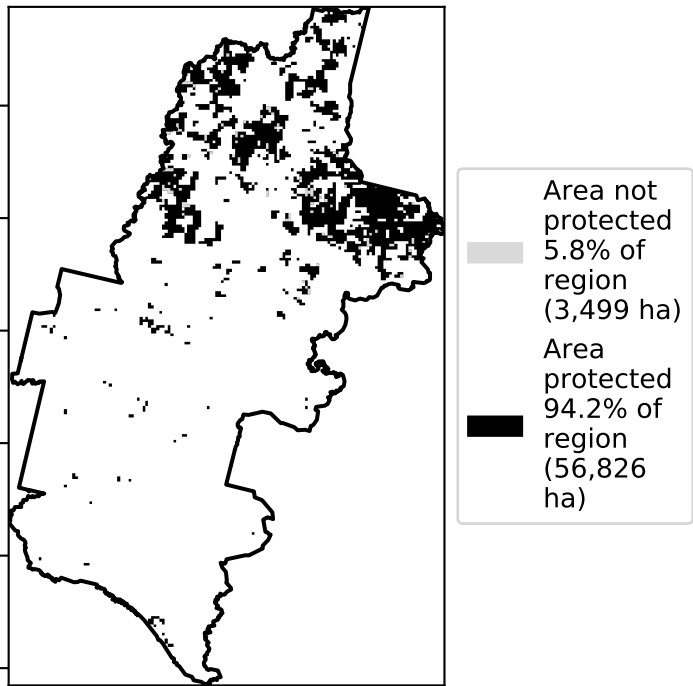 Area not
protected
5.8% of
region
(3,499 ha)
Area
protected
94.2% of
region
(56,826
ha)